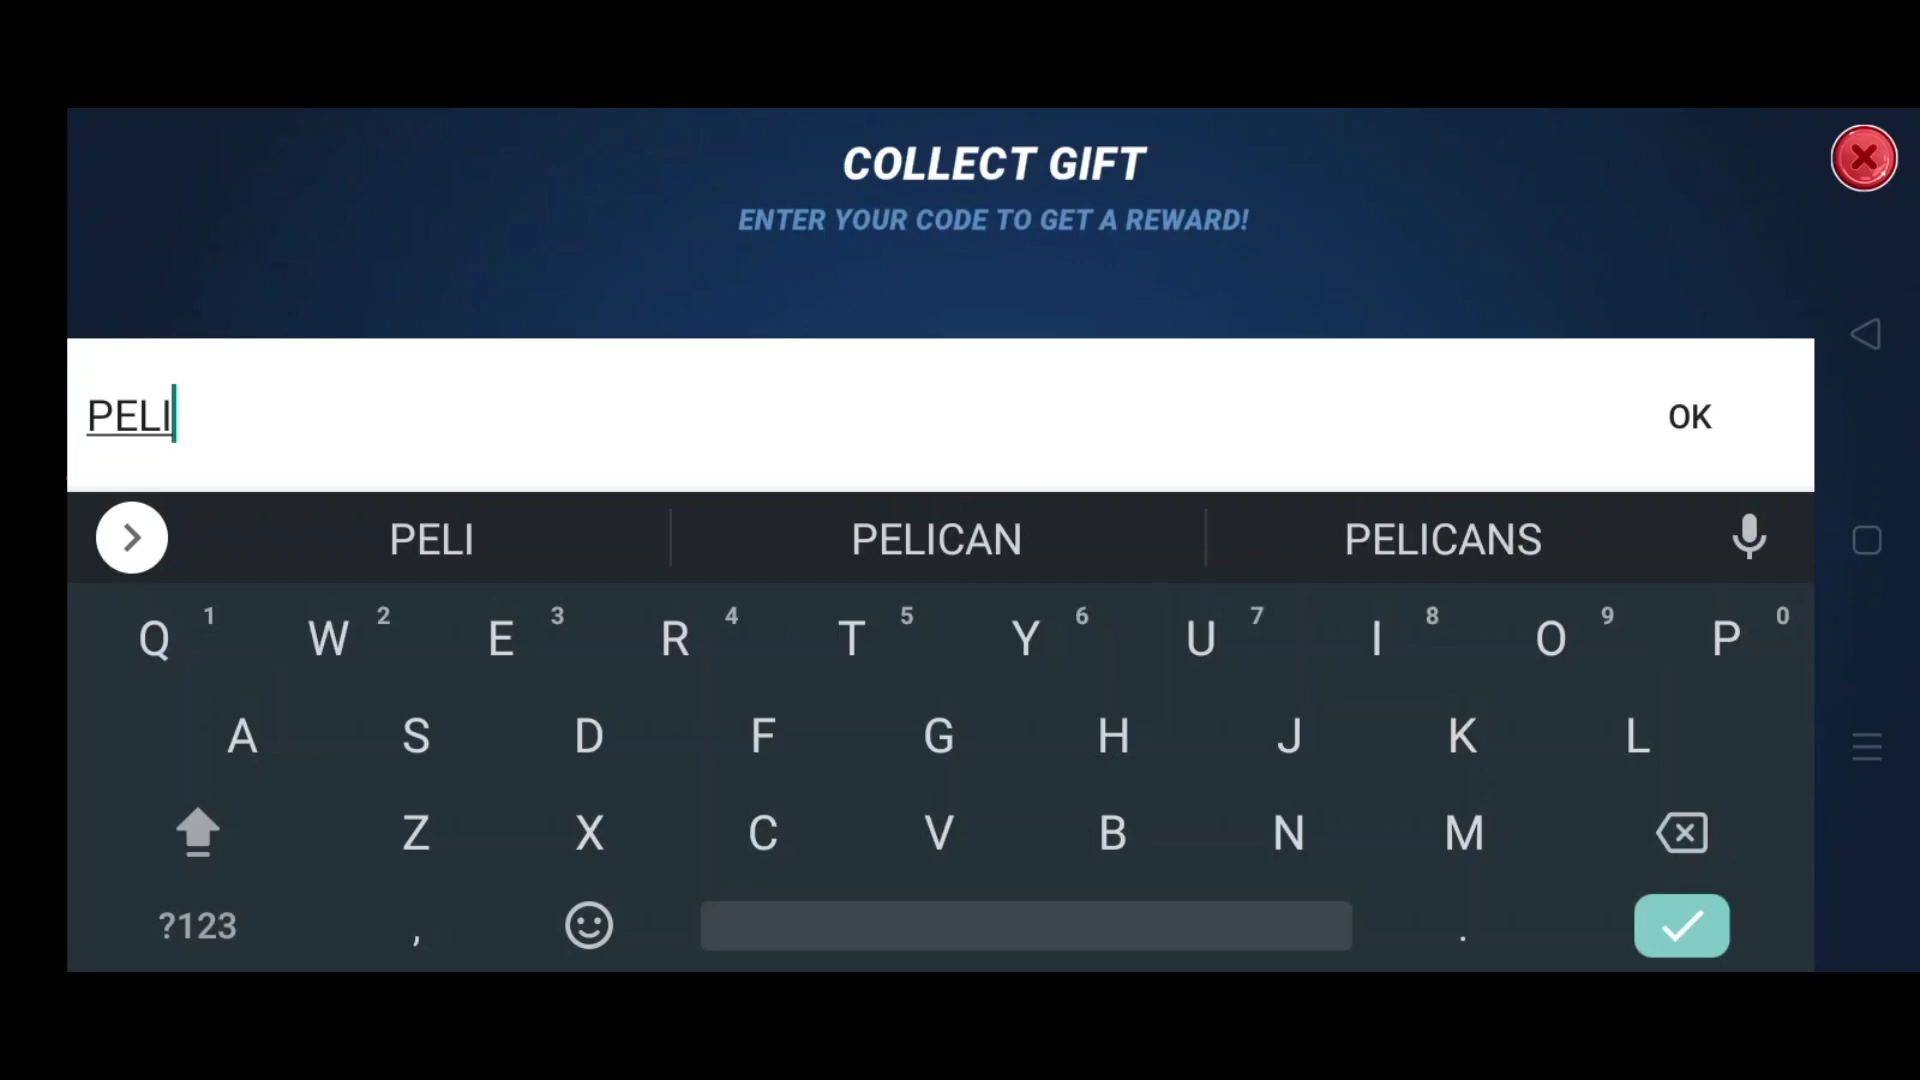 COLLECT GIFT
ENTER YOUR CODE TO GET A REWARD!
PELI
OK
PELI PELICAN PELICANS
Q 1 W 2 E 3 R 4 T 5 Y 6 U 7 I 8 O 9 P 0
A S D F G H J K L
Z X C V B N M
?123 , .